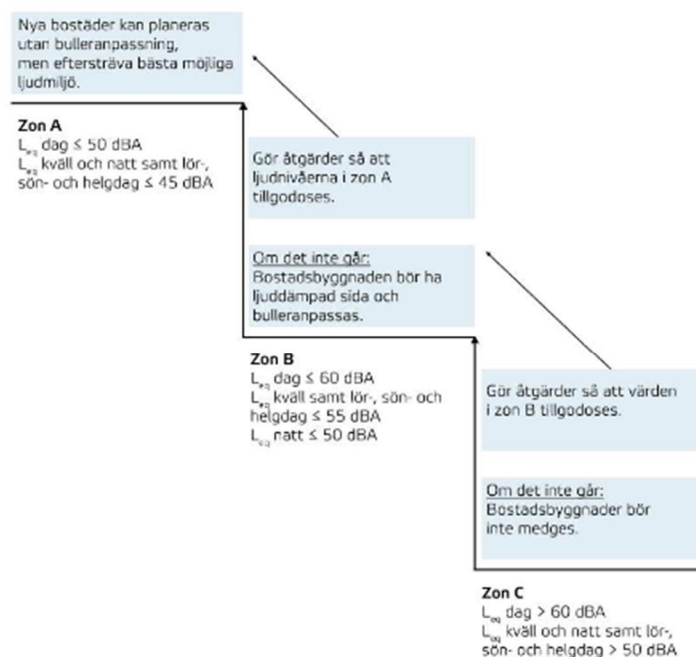 Nya bostäder kan planeras
utan bulleranpassning,
men eftersträva bästa möjliga
ljudmiljö.
Zon A
Leq dag ≤ 50 dBA
Leq kväll och natt samt lör-,
sön- och helgdag ≤ 45 dBA
Gör åtgärder så att
ljudnivåerna i zon A
tillgodoses.
Om det inte går:
Bostadsbyggnaden bör ha
ljuddämpad sida och
bulleranpassas.
Zon B
Leq dag ≤ 60 dBA
Leq kväll samt lör-, sön- och
helgdag ≤ 55 dBA
Leq natt ≤ 50 dBA
Gör åtgärder så att värden
i zon B tillgodoses.
Om det inte går:
Bostadsbyggnader bör
inte medges.
Zon C
Leq dag > 60 dBA
Leq kväll och natt samt lör-,
sön- och helgdag > 50 dBA